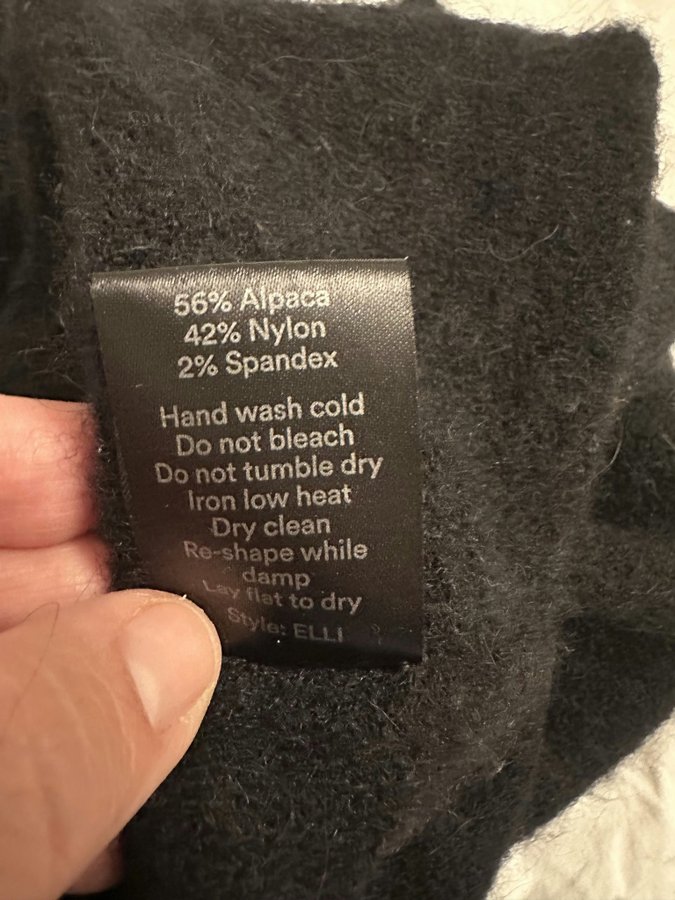 56% Alpaca
42% Nylon
2% Spandex
Hand wash cold
Do not bleach
Do not tumble dry
Iron low heat
Dry clean
Re-shape while
damp
Lay flat to dry
Style: ELLI